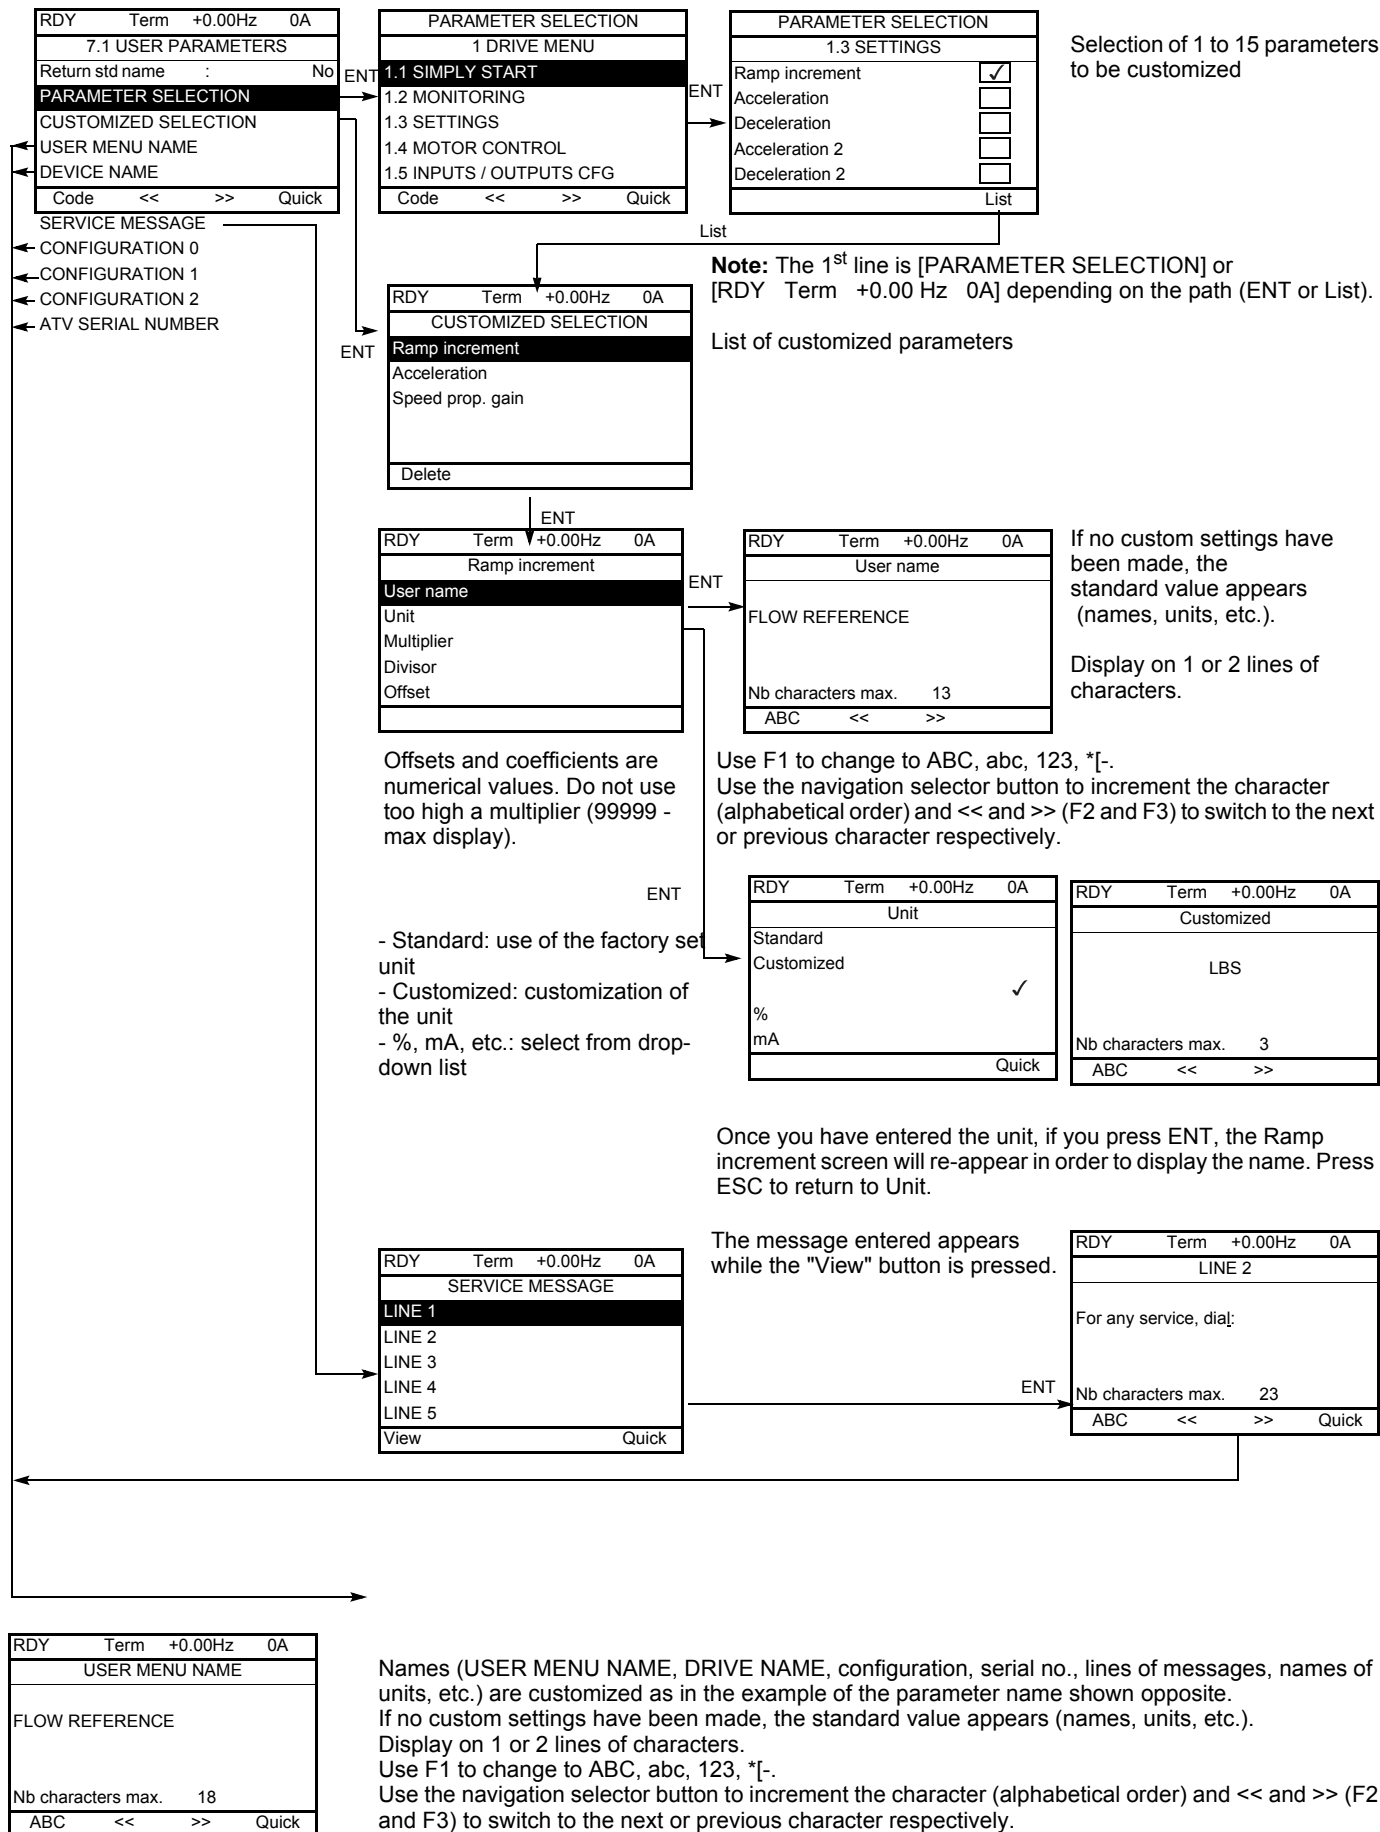 RDY Term +0.00Hz 0A
7.1 USER PARAMETERS
Return std name : No
PARAMETER SELECTION
CUSTOMIZED SELECTION
USER MENU NAME
DEVICE NAME
Code << >> Quick
SERVICE MESSAGE
CONFIGURATION 0
CONFIGURATION 1
CONFIGURATION 2
ATV SERIAL NUMBER
ENT
PARAMETER SELECTION
1 DRIVE MENU
1.1 SIMPLY START
1.2 MONITORING
1.3 SETTINGS
1.4 MOTOR CONTROL
1.5 INPUTS / OUTPUTS CFG
Code << >> Quick
ENT
PARAMETER SELECTION
1.3 SETTINGS
Ramp increment ✓
Acceleration
Deceleration
Acceleration 2
Deceleration 2
List
Selection of 1 to 15 parameters
to be customized
List
Note: The 1st line is [PARAMETER SELECTION] or
[RDY Term +0.00 Hz 0A] depending on the path (ENT or List).
List of customized parameters
ENT
RDY Term +0.00Hz 0A
CUSTOMIZED SELECTION
Ramp increment
Acceleration
Speed prop. gain
Delete
ENT
RDY Term +0.00Hz 0A
Ramp increment
User name
Unit
Multiplier
Divisor
Offset
ENT
RDY Term +0.00Hz 0A
User name
FLOW REFERENCE
Nb characters max. 13
ABC << >>
If no custom settings have
been made, the
standard value appears
(names, units, etc.).
Display on 1 or 2 lines of
characters.
Offsets and coefficients are
numerical values. Do not use
too high a multiplier (99999 -
max display).
Use F1 to change to ABC, abc, 123, *[-.
Use the navigation selector button to increment the character
(alphabetical order) and << and >> (F2 and F3) to switch to the next
or previous character respectively.
ENT
- Standard: use of the factory set
unit
- Customized: customization of
the unit
- %, mA, etc.: select from drop-
down list
RDY Term +0.00Hz 0A
Unit
Standard
Customized
✓
%
mA
Quick
RDY Term +0.00Hz 0A
Customized
LBS
Nb characters max. 3
ABC << >>
Once you have entered the unit, if you press ENT, the Ramp
increment screen will re-appear in order to display the name. Press
ESC to return to Unit.
The message entered appears
while the "View" button is pressed.
RDY Term +0.00Hz 0A
SERVICE MESSAGE
LINE 1
LINE 2
LINE 3
LINE 4
LINE 5
View Quick
ENT
RDY Term +0.00Hz 0A
LINE 2
For any service, dial:
Nb characters max. 23
ABC << >> Quick
RDY Term +0.00Hz 0A
USER MENU NAME
FLOW REFERENCE
Nb characters max. 18
ABC << >> Quick
Names (USER MENU NAME, DRIVE NAME, configuration, serial no., lines of messages, names of
units, etc.) are customized as in the example of the parameter name shown opposite.
If no custom settings have been made, the standard value appears (names, units, etc.).
Display on 1 or 2 lines of characters.
Use F1 to change to ABC, abc, 123, *[-.
Use the navigation selector button to increment the character (alphabetical order) and << and >> (F2
and F3) to switch to the next or previous character respectively.